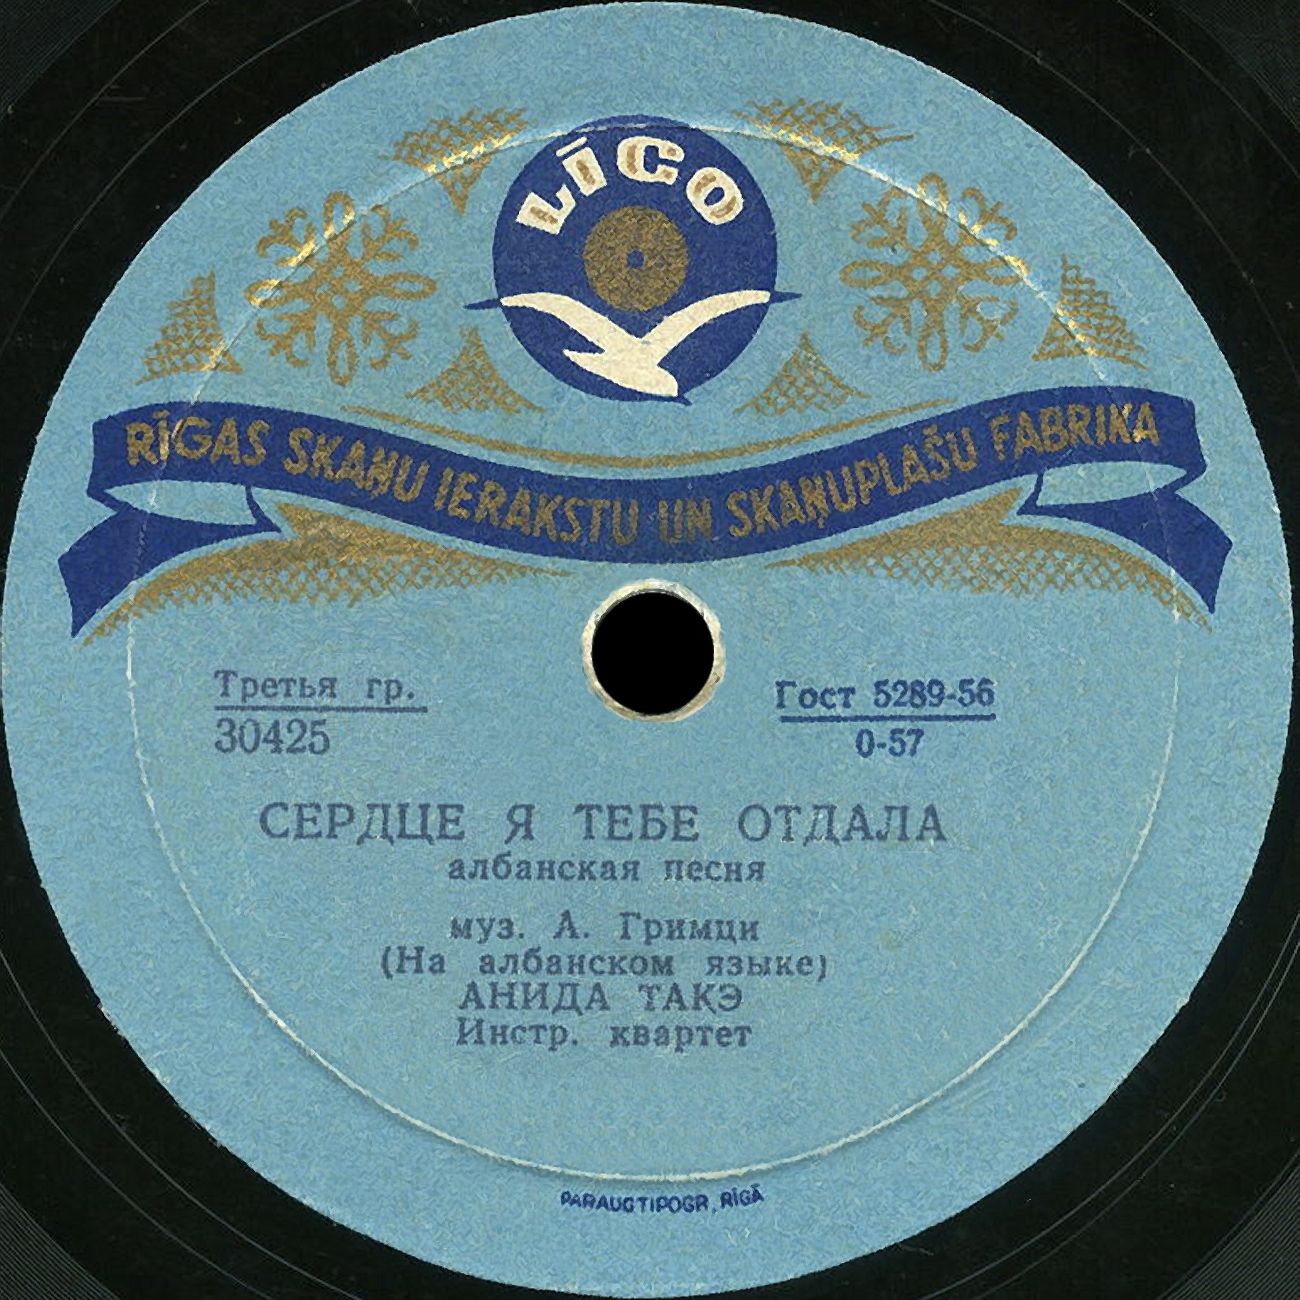 LĪGO
RĪGAS SKAŅU IERAKSTU UN SKAŅUPLAŠU FABRIKA
Третья гр.
30425
Гост 5289-56
0-57
СЕРДЦЕ Я ТЕБЕ ОТДАЛА
албанская песня
муз. А. Гримци
(На албанском языке)
АНИДА ТАКЭ
Инстр. квартет
PARAUGTIPOGR, RĪGĀ